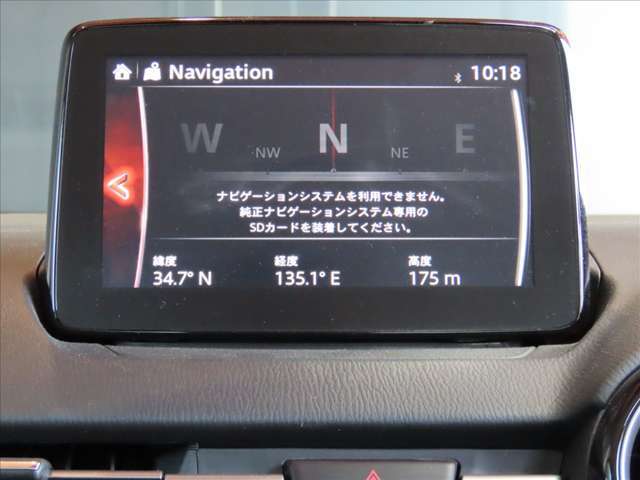 Navigation 10:18
W NW N NE E
ナビゲーションシステムを利用できません。
純正ナビゲーションシステム専用の
SDカードを装着してください。
緯度 経度 高度
34.7° N 135.1° E 175 m